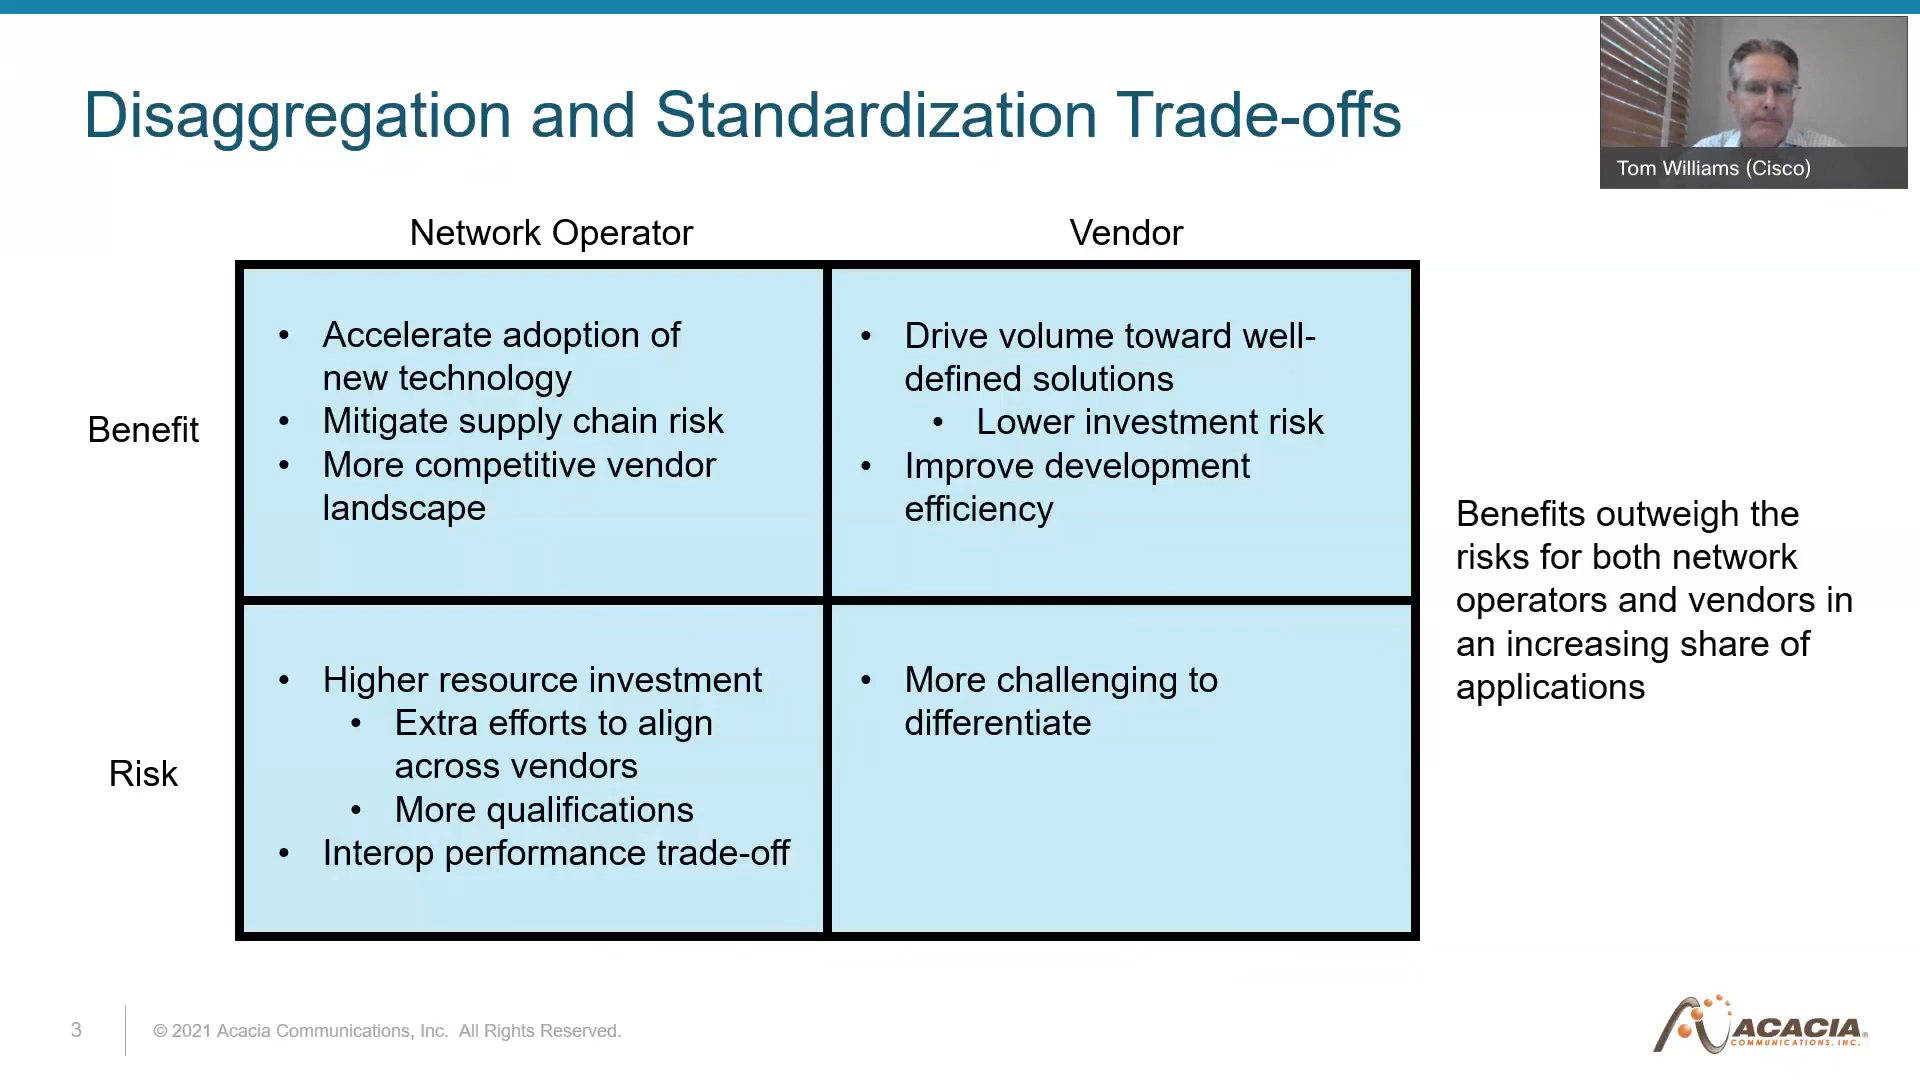 Disaggregation and Standardization Trade-offs
Tom Williams (Cisco)
Network Operator
Vendor
Benefit
• Accelerate adoption of
new technology
• Mitigate supply chain risk
• More competitive vendor
landscape
• Drive volume toward well-
defined solutions
• Lower investment risk
• Improve development
efficiency
Risk
• Higher resource investment
• Extra efforts to align
across vendors
• More qualifications
• Interop performance trade-off
• More challenging to
differentiate
Benefits outweigh the
risks for both network
operators and vendors in
an increasing share of
applications
3
© 2021 Acacia Communications, Inc. All Rights Reserved.
ACACIA®
COMMUNICATIONS, INC.